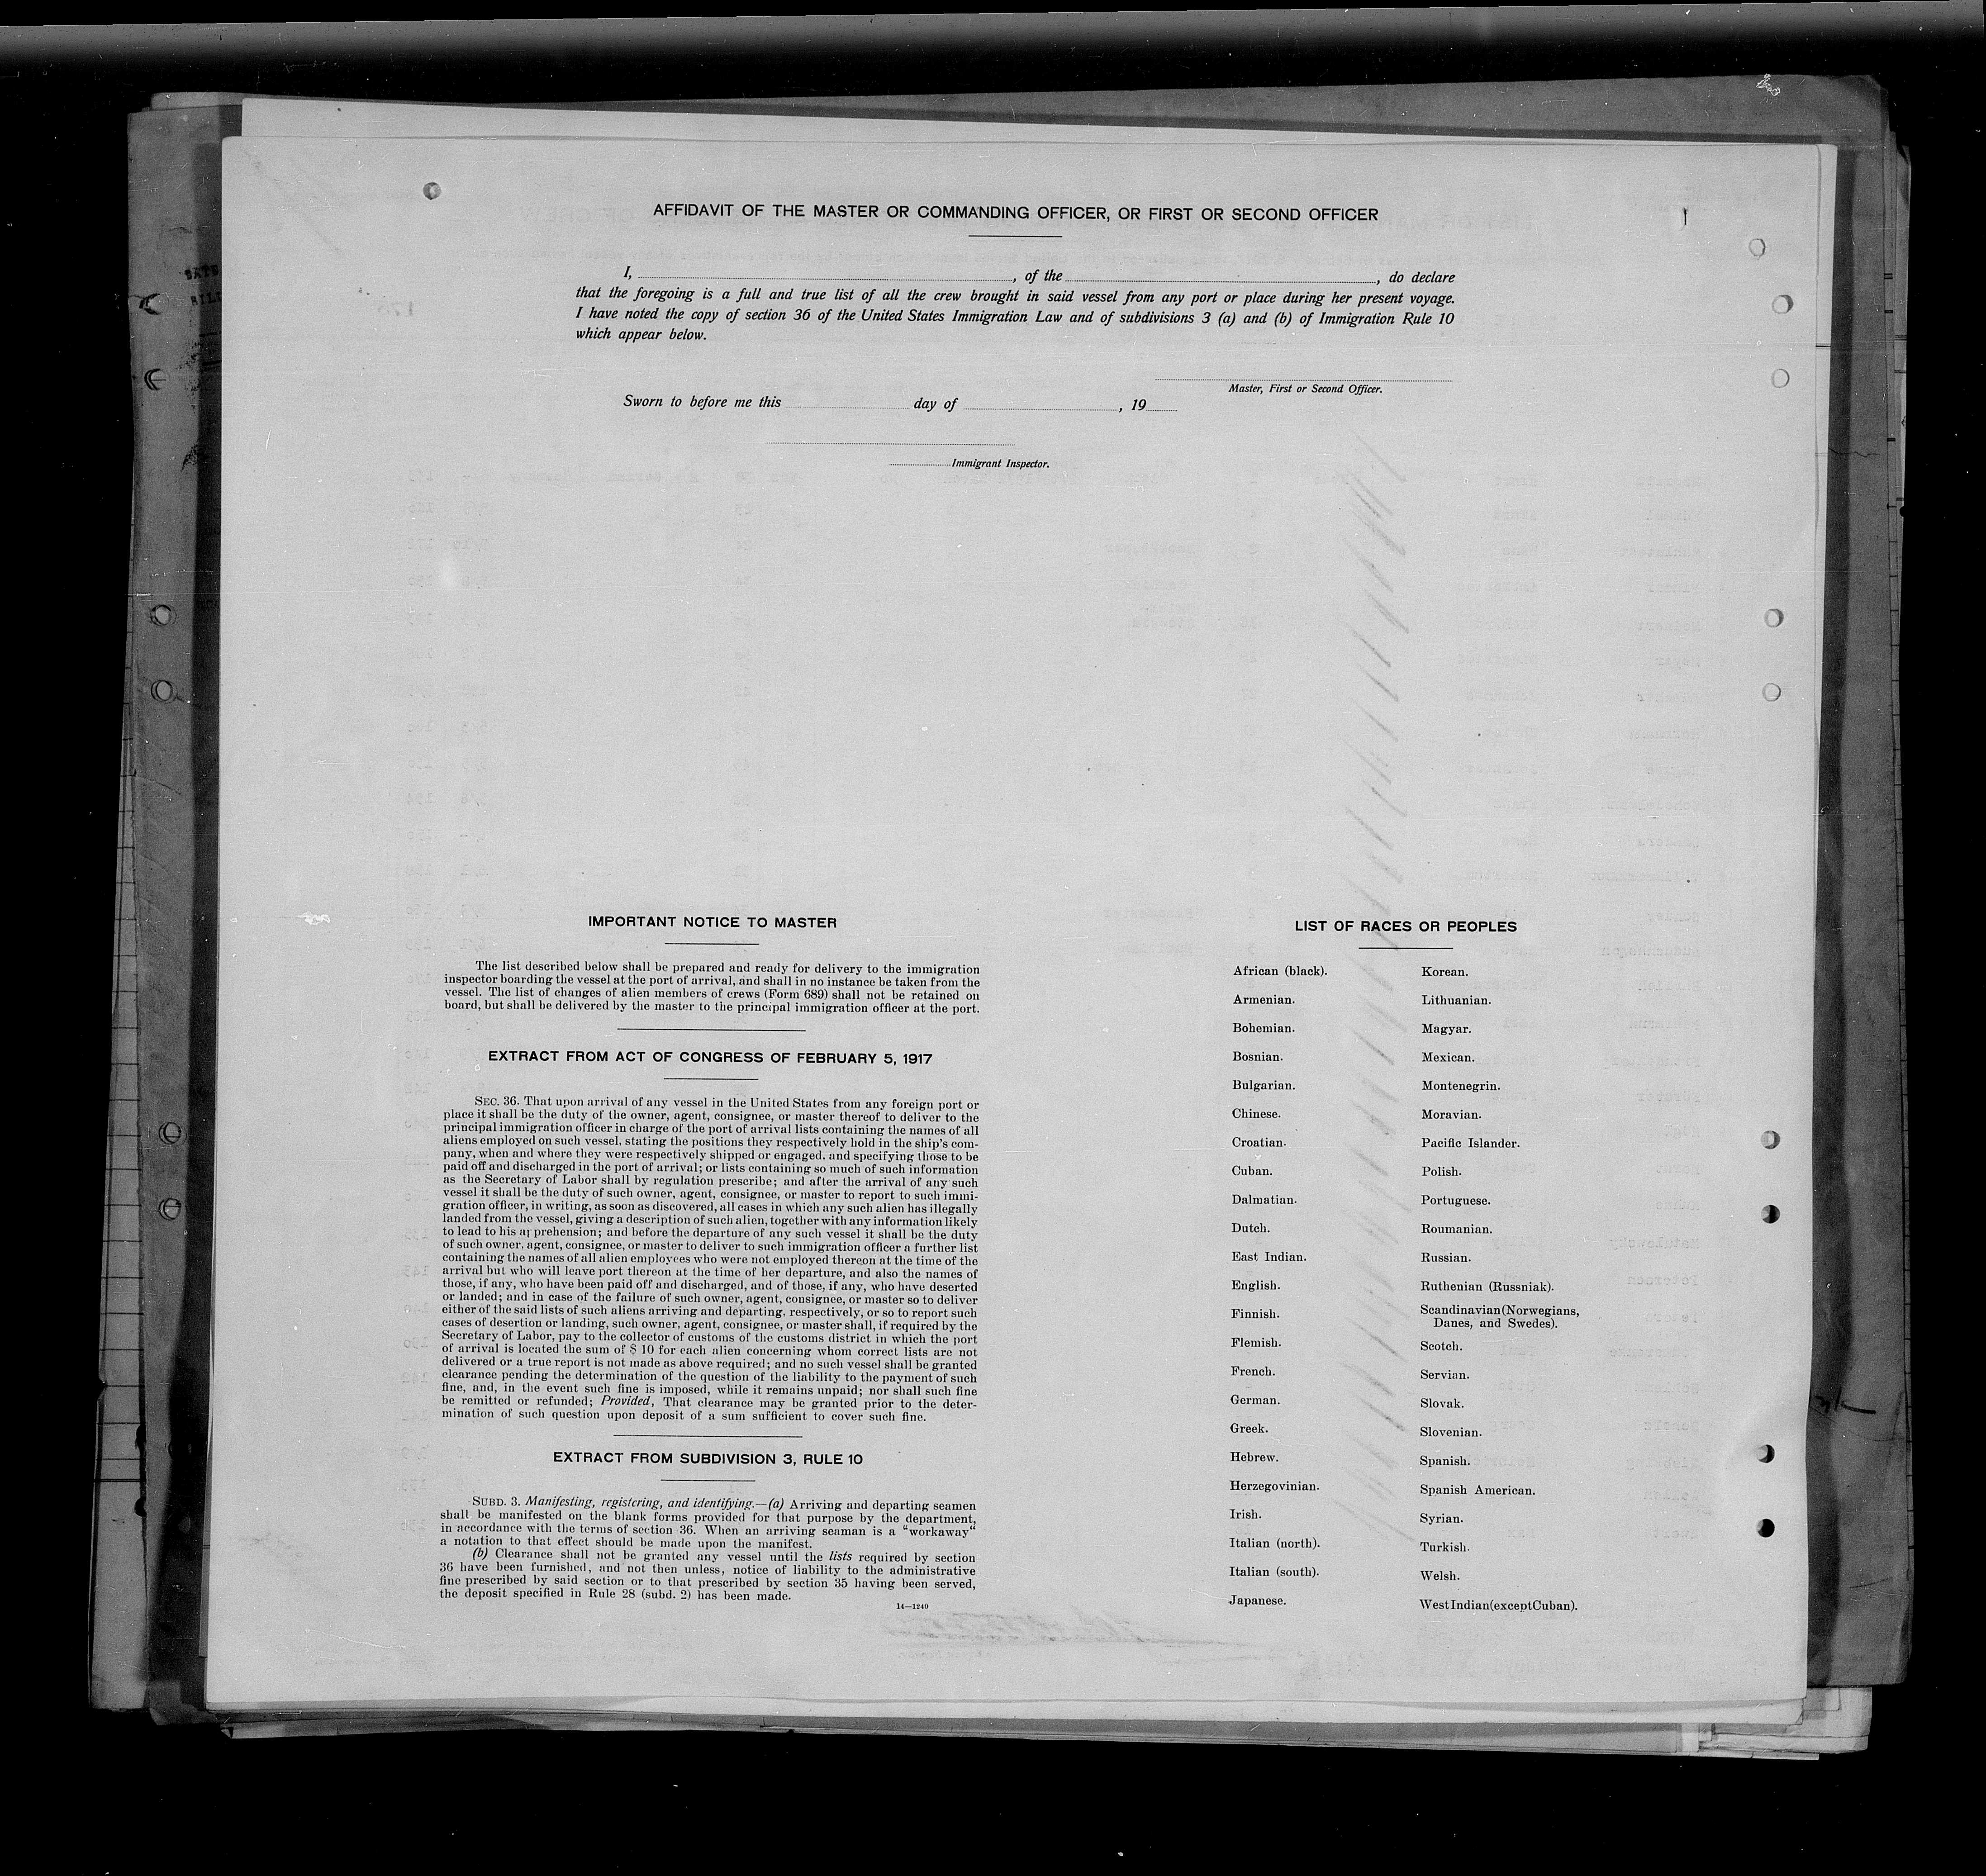 AFFIDAVIT OF THE MASTER OR COMMANDING OFFICER, OR FIRST OR SECOND OFFICER
I, , of the , do declare
that the foregoing is a full and true list of all the crew brought in said vessel from any port or place during her present voyage.
I have noted the copy of section 36 of the United States Immigration Law and of subdivisions 3 (a) and (b) of Immigration Rule 10
which appear below.
Master, First or Second Officer.
Sworn to before me this day of , 19
Immigrant Inspector.
IMPORTANT NOTICE TO MASTER
The list described below shall be prepared and ready for delivery to the immigration
inspector boarding the vessel at the port of arrival, and shall in no instance be taken from the
vessel. The list of changes of alien members of crews (Form 689) shall not be retained on
board, but shall be delivered by the master to the principal immigration officer at the port.
EXTRACT FROM ACT OF CONGRESS OF FEBRUARY 5, 1917
SEC. 36. That upon arrival of any vessel in the United States from any foreign port or
place it shall be the duty of the owner, agent, consignee, or master thereof to deliver to the
principal immigration officer in charge of the port of arrival lists containing the names of all
aliens employed on such vessel, stating the positions they respectively hold in the ship's com-
pany, when and where they were respectively shipped or engaged, and specifying those to be
paid off and discharged in the port of arrival; or lists containing so much of such information
as the Secretary of Labor shall by regulation prescribe; and after the arrival of any such
vessel it shall be the duty of such owner, agent, consignee, or master to report to such immi-
gration officer, in writing, as soon as discovered, all cases in which any such alien has illegally
landed from the vessel, giving a description of such alien, together with any information likely
to lead to his apprehension; and before the departure of any such vessel it shall be the duty
of such owner, agent, consignee, or master to deliver to such immigration officer a further list
containing the names of all alien employees who were not employed thereon at the time of the
arrival but who will leave port thereon at the time of her departure, and also the names of
those, if any, who have been paid off and discharged, and of those, if any, who have deserted
or landed; and in case of the failure of such owner, agent, consignee, or master so to deliver
either of the said lists of such aliens arriving and departing, respectively, or so to report such
cases of desertion or landing, such owner, agent, consignee, or master shall, if required by the
Secretary of Labor, pay to the collector of customs of the customs district in which the port
of arrival is located the sum of $ 10 for each alien concerning whom correct lists are not
delivered or a true report is not made as above required; and no such vessel shall be granted
clearance pending the determination of the question of the liability to the payment of such
fine, and, in the event such fine is imposed, while it remains unpaid; nor shall such fine
be remitted or refunded; Provided, That clearance may be granted prior to the deter-
mination of such question upon deposit of a sum sufficient to cover such fine.
EXTRACT FROM SUBDIVISION 3, RULE 10
SUBD. 3. Manifesting, registering, and identifying.—(a) Arriving and departing seamen
shall be manifested on the blank forms provided for that purpose by the department,
in accordance with the terms of section 36. When an arriving seaman is a "workaway"
a notation to that effect should be made upon the manifest.
(b) Clearance shall not be granted any vessel until the lists required by section
36 have been furnished, and not then unless, notice of liability to the administrative
fine prescribed by said section or to that prescribed by section 35 having been served,
the deposit specified in Rule 28 (subd. 2) has been made.
14—1240
LIST OF RACES OR PEOPLES
African (black).
Armenian.
Bohemian.
Bosnian.
Bulgarian.
Chinese.
Croatian.
Cuban.
Dalmatian.
Dutch.
East Indian.
English.
Finnish.
Flemish.
French.
German.
Greek.
Hebrew.
Herzegovinian.
Irish.
Italian (north).
Italian (south).
Japanese.
Korean.
Lithuanian.
Magyar.
Mexican.
Montenegrin.
Moravian.
Pacific Islander.
Polish.
Portuguese.
Roumanian.
Russian.
Ruthenian (Russniak).
Scandinavian (Norwegians,
Danes, and Swedes).
Scotch.
Servian.
Slovak.
Slovenian.
Spanish.
Spanish American.
Syrian.
Turkish.
Welsh.
West Indian (except Cuban).